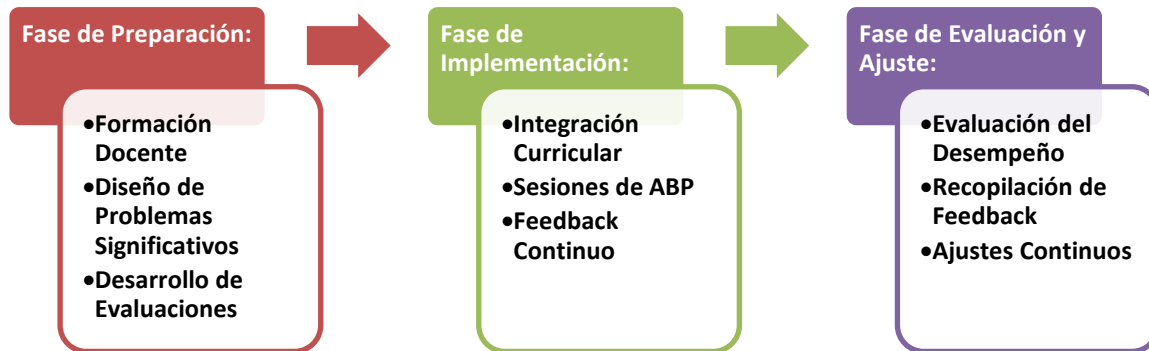 Fase de Preparación:
•Formación
Docente
•Diseño de
Problemas
Significativos
•Desarrollo de
Evaluaciones
Fase de
Implementación:
•Integración
Curricular
•Sesiones de ABP
•Feedback
Continuo
Fase de Evaluación y
Ajuste:
•Evaluación del
Desempeño
•Recopilación de
Feedback
•Ajustes Continuos